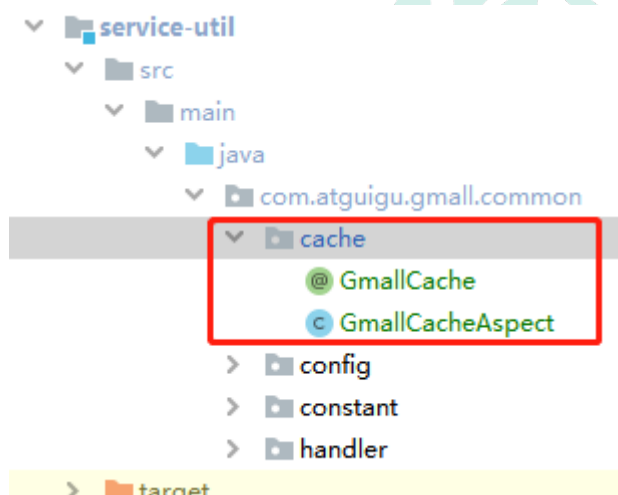 service-util
src
main
java
com.atguigu.gmall.common
cache
@ GmallCache
C GmallCacheAspect
config
constant
handler
target